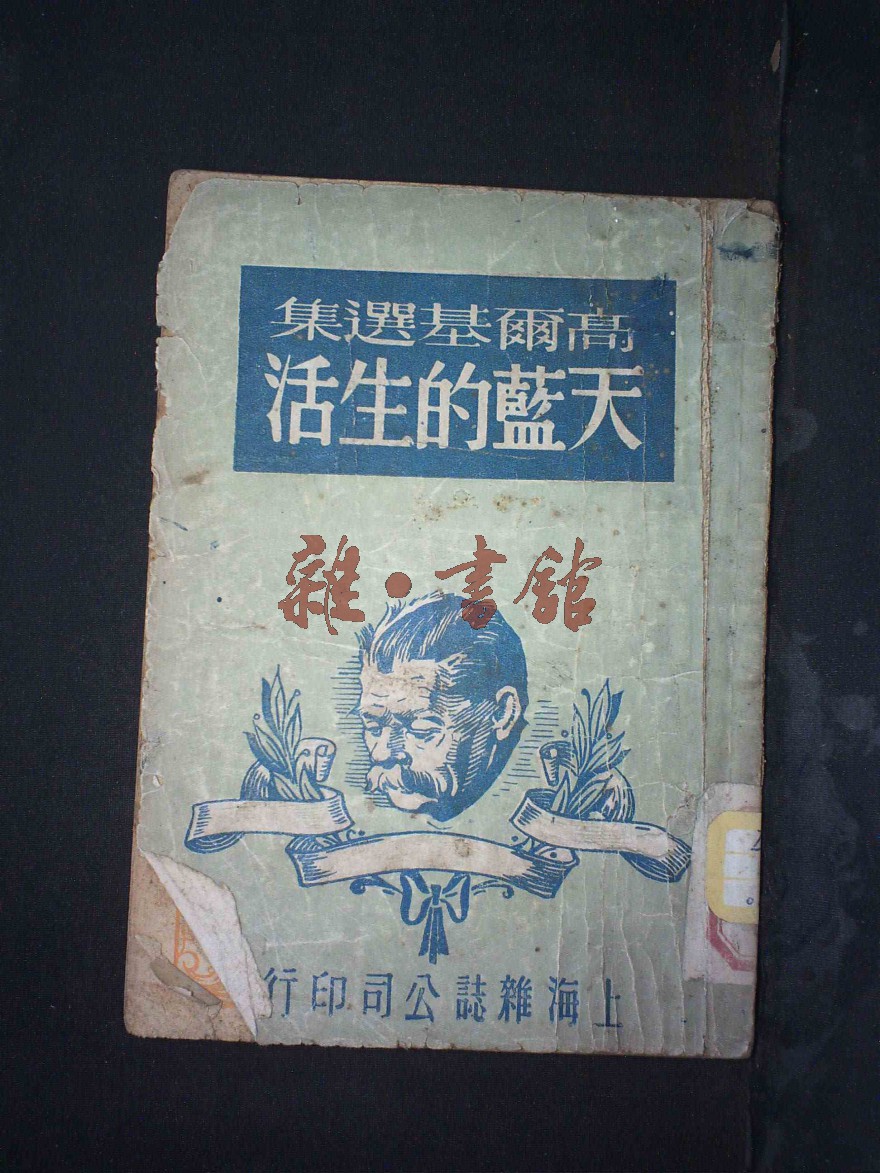 高爾基選集
天藍的生活
雜·書館
上海雜誌公司印行